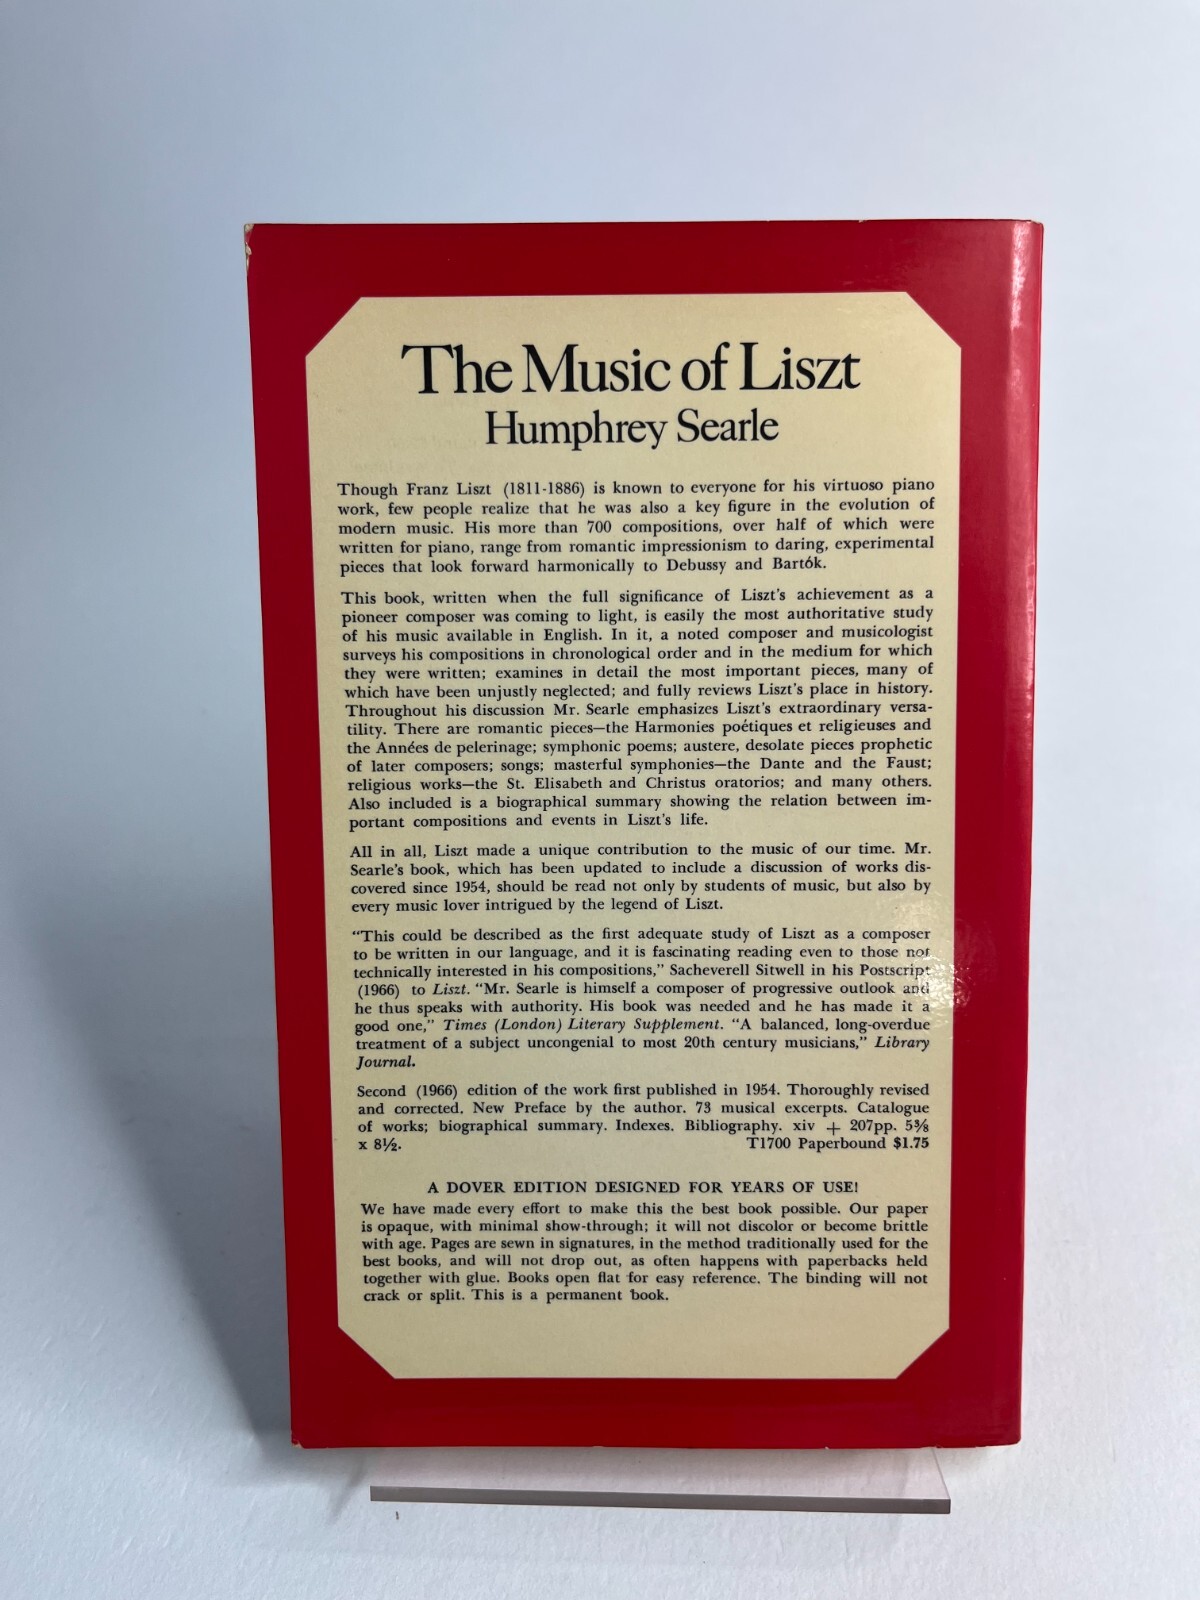 The Music of Liszt
Humphrey Searle
Though Franz Liszt (1811-1886) is known to everyone for his virtuoso piano
work, few people realize that he was also a key figure in the evolution of
modern music. His more than 700 compositions, over half of which were
written for piano, range from romantic impressionism to daring, experimental
pieces that look forward harmonically to Debussy and Bartók.
This book, written when the full significance of Liszt's achievement as a
pioneer composer was coming to light, is easily the most authoritative study
of his music available in English. In it, a noted composer and musicologist
surveys his compositions in chronological order and in the medium for which
they were written; examines in detail the most important pieces, many of
which have been unjustly neglected; and fully reviews Liszt's place in history.
Throughout his discussion Mr. Searle emphasizes Liszt's extraordinary versa-
tility. There are romantic pieces—the Harmonies poétiques et religieuses and
the Années de pelerinage; symphonic poems; austere, desolate pieces prophetic
of later composers; songs; masterful symphonies—the Dante and the Faust;
religious works—the St. Elisabeth and Christus oratorios; and many others.
Also included is a biographical summary showing the relation between im-
portant compositions and events in Liszt's life.
All in all, Liszt made a unique contribution to the music of our time. Mr.
Searle's book, which has been updated to include a discussion of works dis-
covered since 1954, should be read not only by students of music, but also by
every music lover intrigued by the legend of Liszt.
"This could be described as the first adequate study of Liszt as a composer
to be written in our language, and it is fascinating reading even to those not
technically interested in his compositions," Sacheverell Sitwell in his Postscript
(1966) to Liszt. "Mr. Searle is himself a composer of progressive outlook and
he thus speaks with authority. His book was needed and he has made it a
good one," Times (London) Literary Supplement. "A balanced, long-overdue
treatment of a subject uncongenial to most 20th century musicians," Library
Journal.
Second (1966) edition of the work first published in 1954. Thoroughly revised
and corrected. New Preface by the author. 73 musical excerpts. Catalogue
of works; biographical summary. Indexes. Bibliography. xiv + 207pp. 5⅜
x 8½. T1700 Paperbound $1.75
A DOVER EDITION DESIGNED FOR YEARS OF USE!
We have made every effort to make this the best book possible. Our paper
is opaque, with minimal show-through; it will not discolor or become brittle
with age. Pages are sewn in signatures, in the method traditionally used for the
best books, and will not drop out, as often happens with paperbacks held
together with glue. Books open flat for easy reference. The binding will not
crack or split. This is a permanent book.